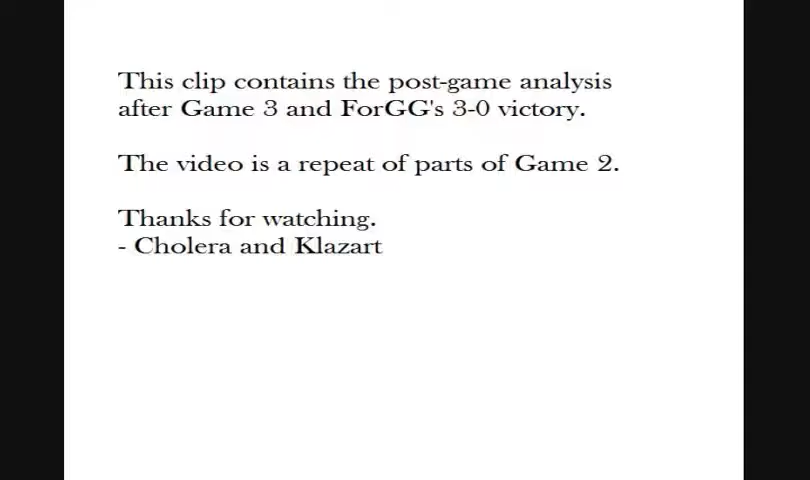 This clip contains the post-game analysis
after Game 3 and ForGG's 3-0 victory.
The video is a repeat of parts of Game 2.
Thanks for watching.
- Cholera and Klazart